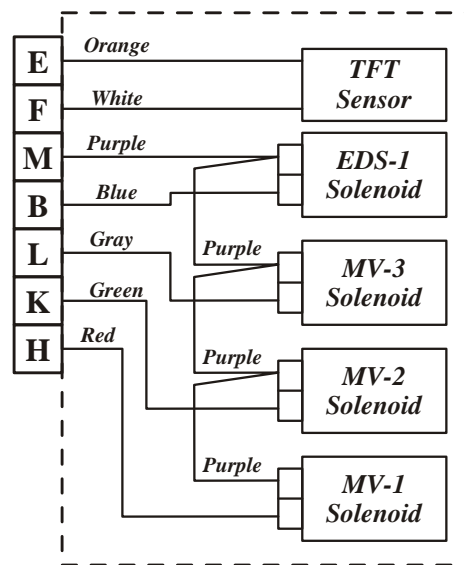 E
Orange
TFT
Sensor
F
White
M
Purple
EDS-1
Solenoid
B
Blue
L
Gray
Purple
MV-3
Solenoid
K
Green
H
Red
Purple
MV-2
Solenoid
Purple
MV-1
Solenoid